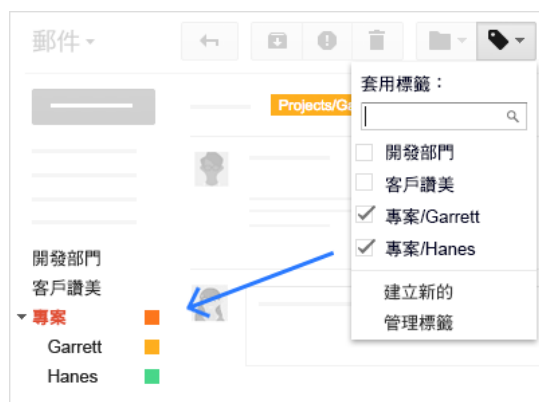 郵件
Projects/Ga
套用標籤：
開發部門
客戶讚美
專案/Garrett
專案/Hanes
建立新的
管理標籤
開發部門
客戶讚美
專案
Garrett
Hanes